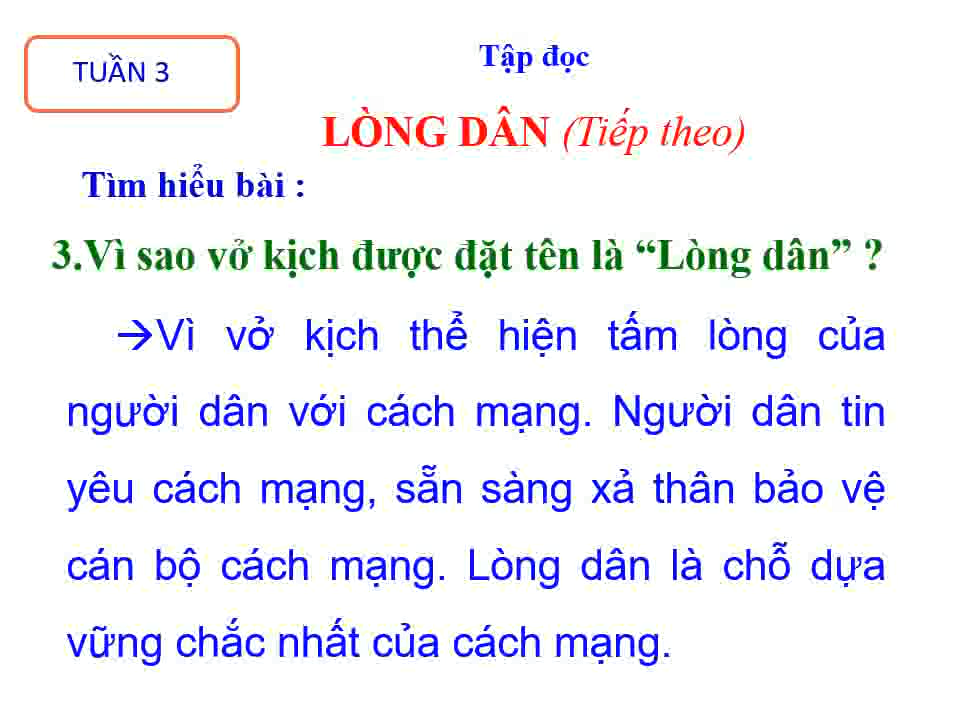 TUẦN 3
Tập đọc
LÒNG DÂN (Tiếp theo)
Tìm hiểu bài :
3.Vì sao vở kịch được đặt tên là “Lòng dân” ?
→Vì vở kịch thể hiện tấm lòng của
người dân với cách mạng. Người dân tin
yêu cách mạng, sẵn sàng xả thân bảo vệ
cán bộ cách mạng. Lòng dân là chỗ dựa
vững chắc nhất của cách mạng.